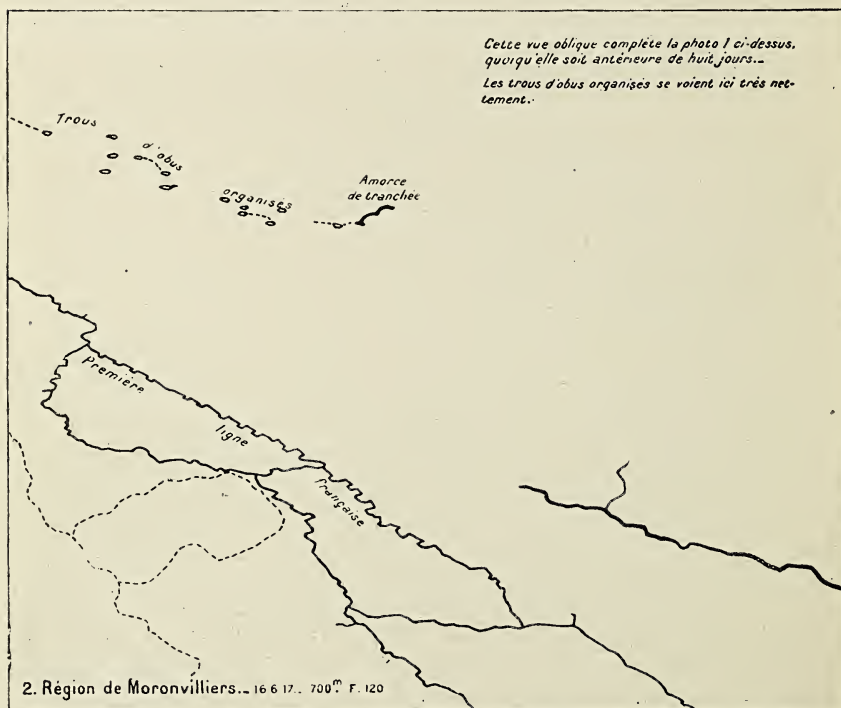 Cette vue oblique complète la photo 1 ci-dessus,
quoiqu'elle soit antérieure de huit jours._
Les trous d'obus organisés se voient ici très net-
tement.
Trous
d'obus
organisés
Amorce
de tranchée
Première
ligne
française
2. Région de Moronvilliers._ 16 6 17._ 700m. F. 120